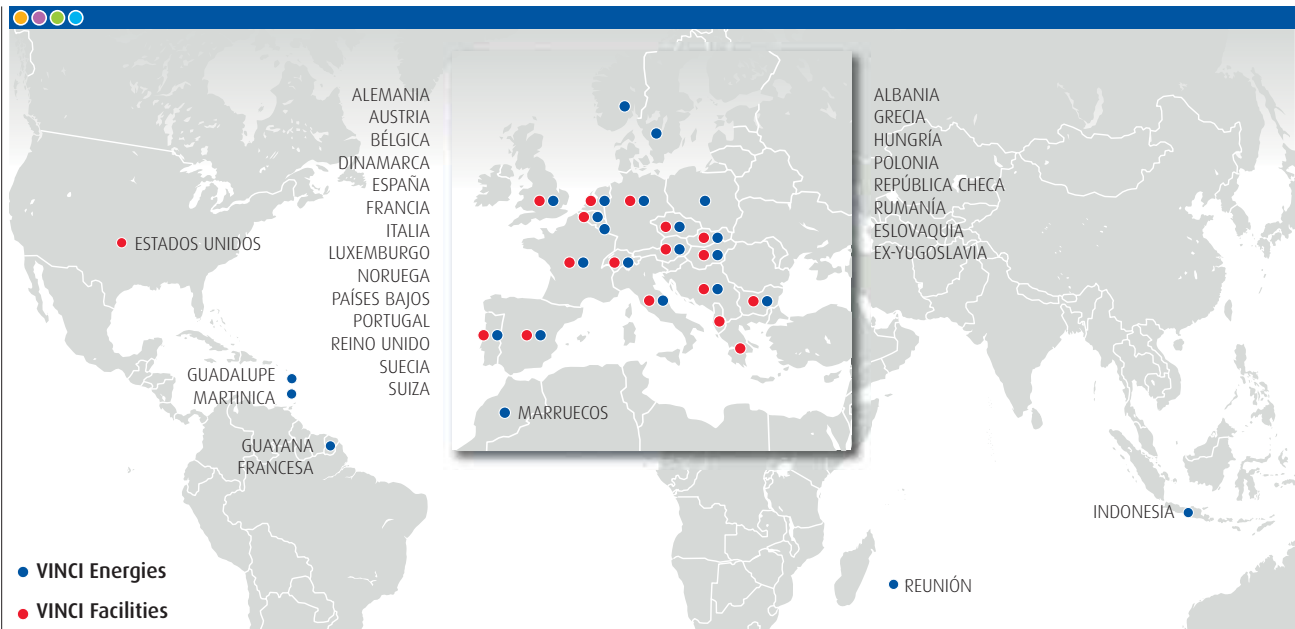 ALEMANIA
AUSTRIA
BÉLGICA
DINAMARCA
ESPAÑA
FRANCIA
ITALIA
LUXEMBURGO
NORUEGA
PAÍSES BAJOS
PORTUGAL
REINO UNIDO
SUECIA
SUIZA
ALBANIA
GRECIA
HUNGRÍA
POLONIA
REPÚBLICA CHECA
RUMANÍA
ESLOVAQUIA
EX-YUGOSLAVIA
ESTADOS UNIDOS
GUADALUPE
MARTINICA
GUAYANA
FRANCESA
MARRUECOS
INDONESIA
REUNIÓN
VINCI Energies
VINCI Facilities